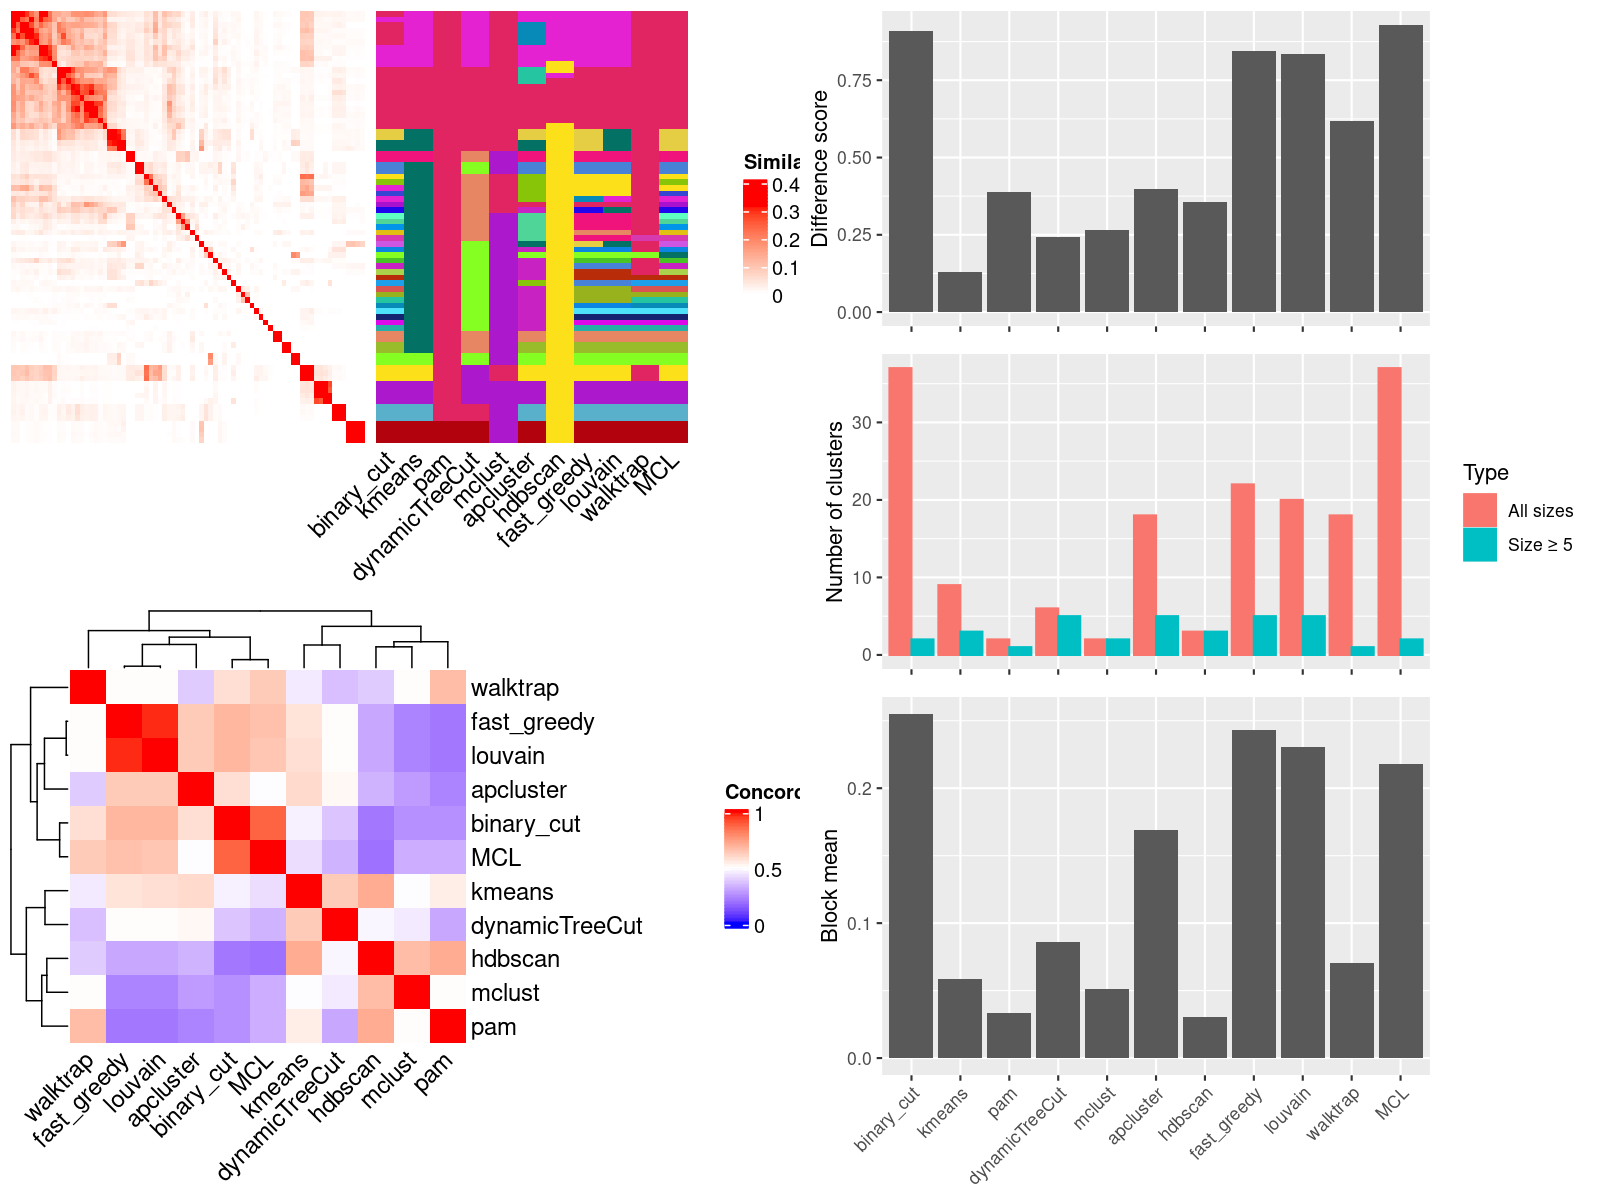 Simila
0.4
0.3
0.2
0.1
0
binary_cut
kmeans
pam
dynamicTreeCut
mclust
apcluster
hdbscan
fast_greedy
louvain
walktrap
MCL
Difference score
0.75
0.50
0.25
0.00
Number of clusters
30
20
10
0
Type
All sizes
Size ≥ 5
Block mean
0.2
0.1
0.0
binary_cut
kmeans
pam
dynamicTreeCut
mclust
apcluster
hdbscan
fast_greedy
louvain
walktrap
MCL
walktrap
fast_greedy
louvain
apcluster
binary_cut
MCL
kmeans
dynamicTreeCut
hdbscan
mclust
pam
walktrap
fast_greedy
louvain
apcluster
binary_cut
MCL
kmeans
dynamicTreeCut
hdbscan
mclust
pam
Concord
1
0.5
0